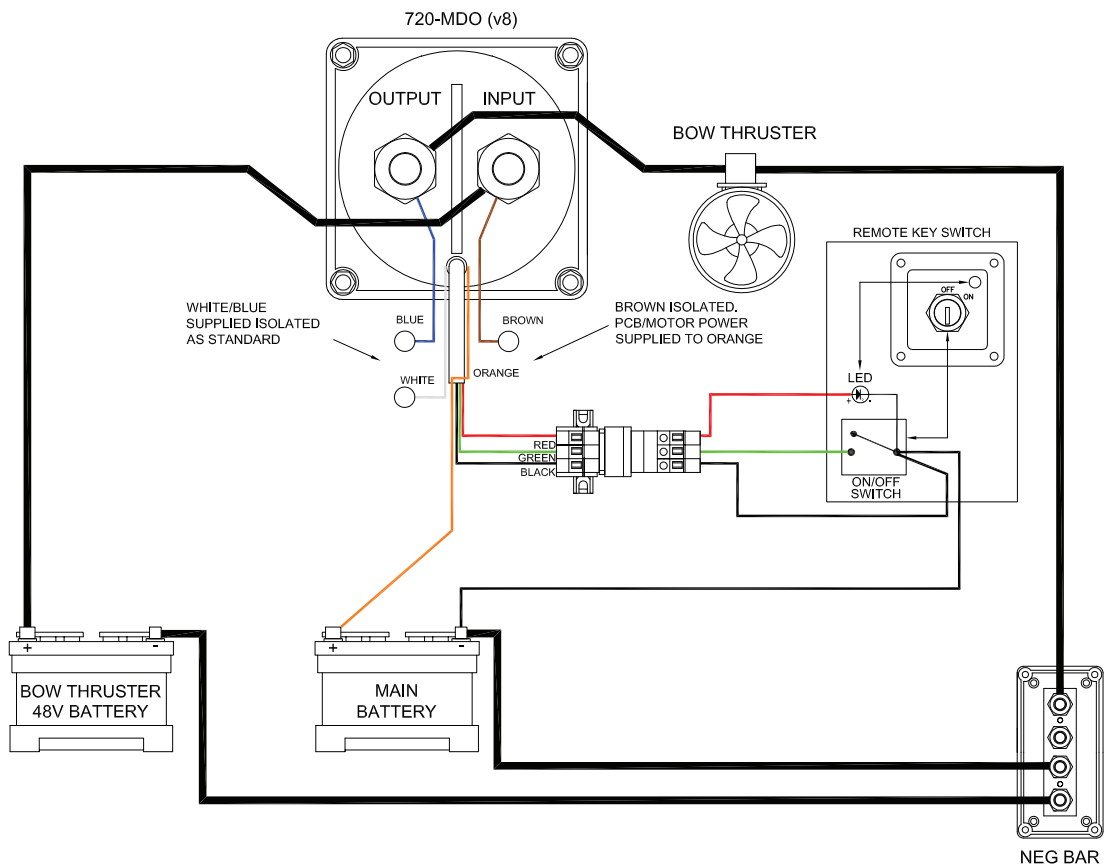 720-MDO (v8)
OUTPUT
INPUT
BOW THRUSTER
REMOTE KEY SWITCH
OFF
ON
WHITE/BLUE
SUPPLIED ISOLATED
AS STANDARD
BLUE
BROWN
BROWN ISOLATED.
PCB/MOTOR POWER
SUPPLIED TO ORANGE
WHITE
ORANGE
LED
+ -
RED
GREEN
BLACK
ON/OFF
SWITCH
+ -
BOW THRUSTER
48V BATTERY
+ -
MAIN
BATTERY
NEG BAR